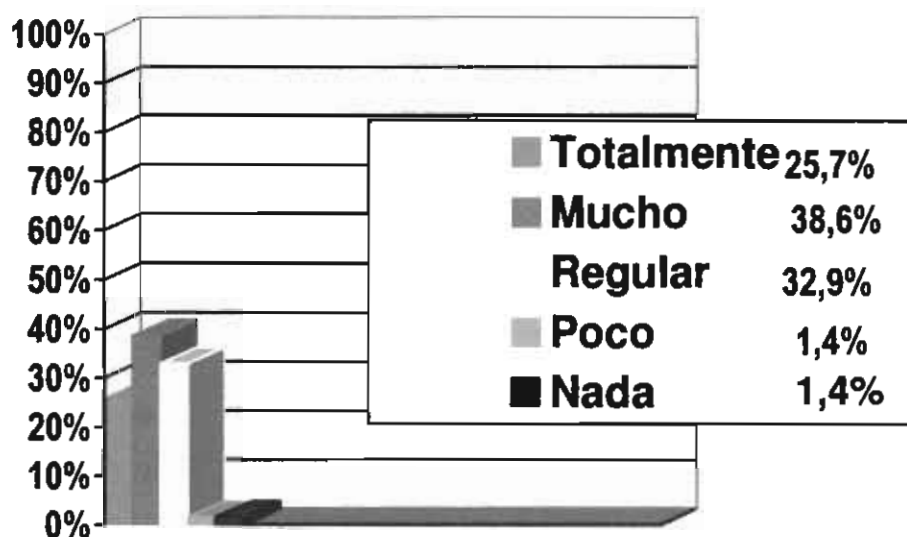 100%
90%
80%
70%
60%
50%
40%
30%
20%
10%
0%
Totalmente 25,7%
Mucho 38,6%
Regular 32,9%
Poco 1,4%
Nada 1,4%